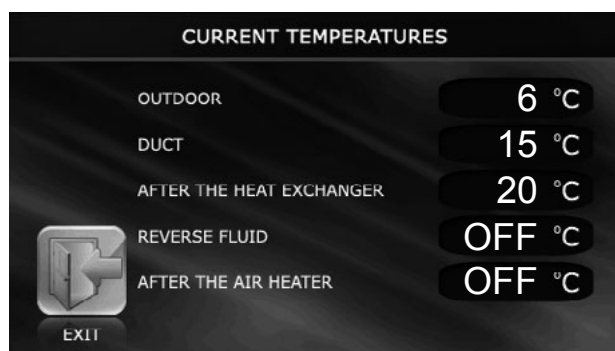 CURRENT TEMPERATURES
OUTDOOR 6 °C
DUCT 15 °C
AFTER THE HEAT EXCHANGER 20 °C
REVERSE FLUID OFF °C
AFTER THE AIR HEATER OFF °C
EXIT